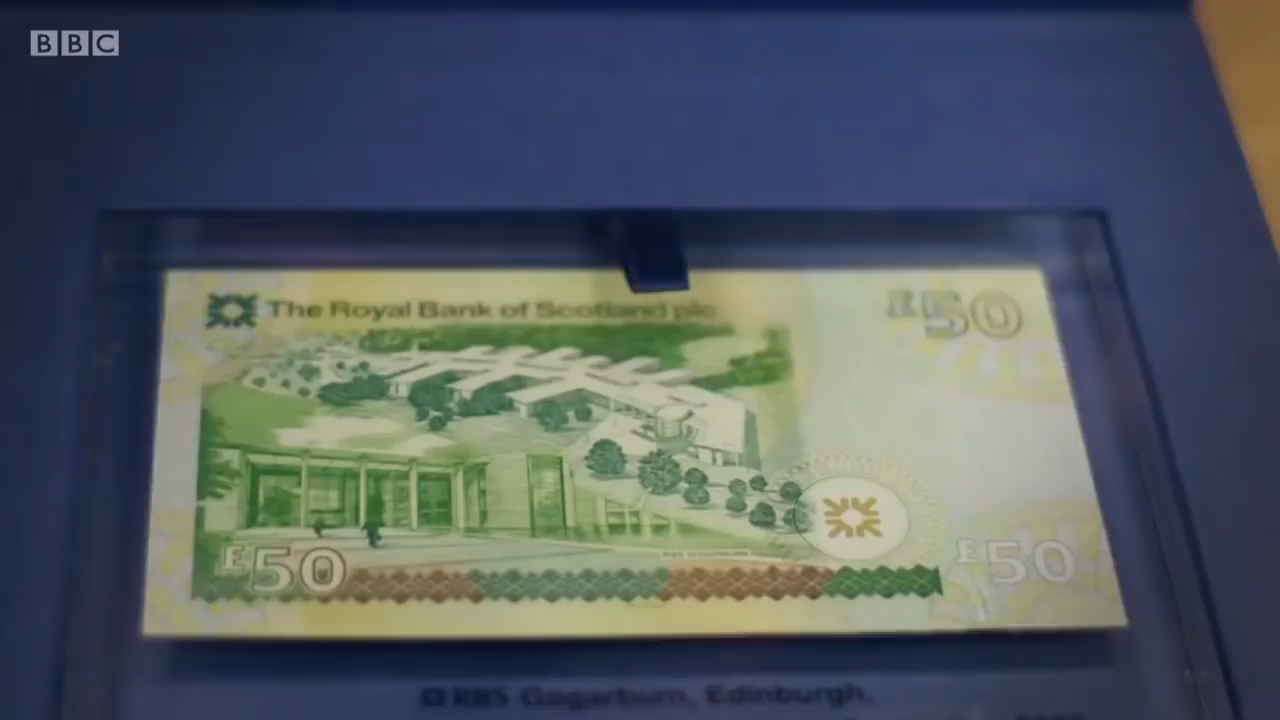 BBC
The Royal Bank of Scotland plc
£50
£50
£50
RBS Gogarburn, Edinburgh.